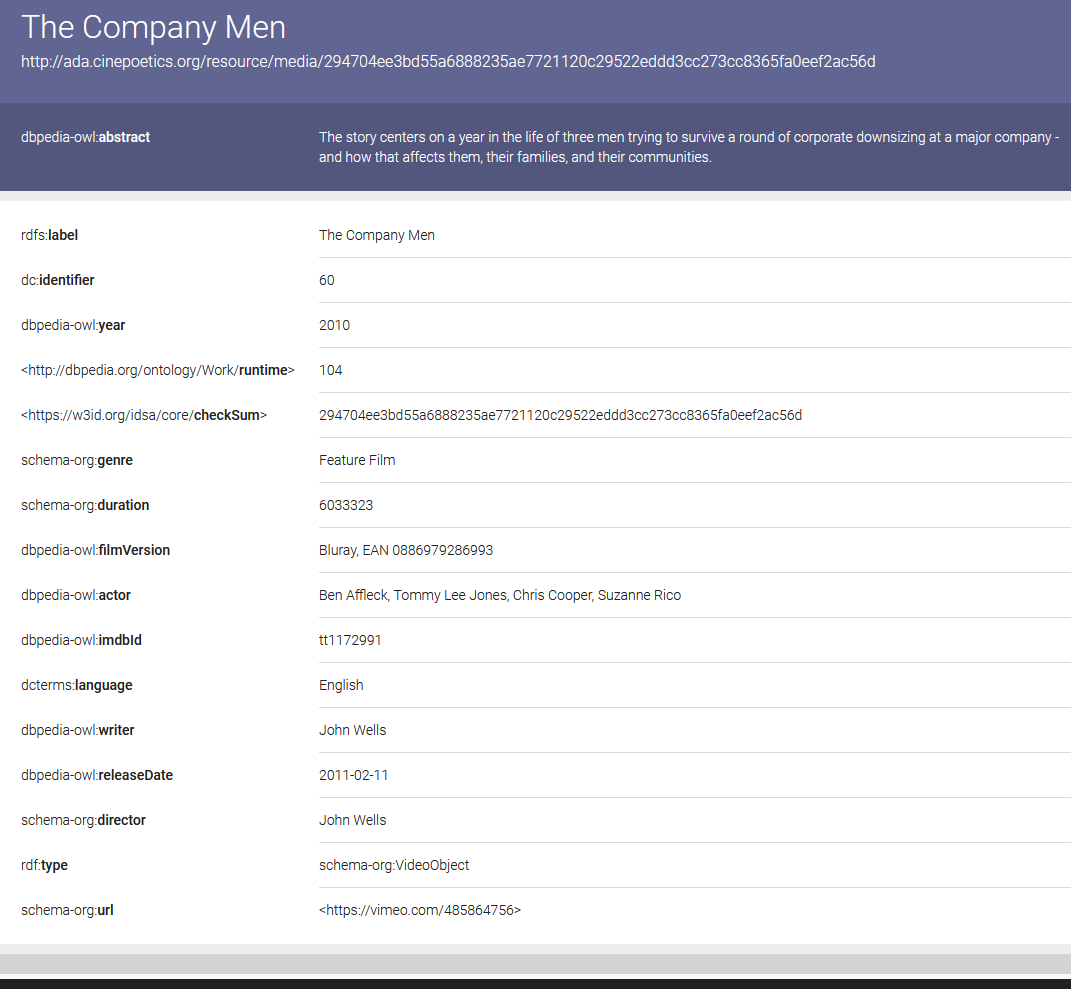 The Company Men
http://ada.cinepoetics.org/resource/media/294704ee3bd55a6888235ae7721120c29522eddd3cc273cc8365fa0eef2ac56d
dbpedia-owl:abstract The story centers on a year in the life of three men trying to survive a round of corporate downsizing at a major company -
and how that affects them, their families, and their communities.
rdfs:label The Company Men
dc:identifier 60
dbpedia-owl:year 2010
<http://dbpedia.org/ontology/Work/runtime> 104
<https://w3id.org/idsa/core/checkSum> 294704ee3bd55a6888235ae7721120c29522eddd3cc273cc8365fa0eef2ac56d
schema-org:genre Feature Film
schema-org:duration 6033323
dbpedia-owl:filmVersion Bluray, EAN 0886979286993
dbpedia-owl:actor Ben Affleck, Tommy Lee Jones, Chris Cooper, Suzanne Rico
dbpedia-owl:imdbId tt1172991
dcterms:language English
dbpedia-owl:writer John Wells
dbpedia-owl:releaseDate 2011-02-11
schema-org:director John Wells
rdf:type schema-org:VideoObject
schema-org:url <https://vimeo.com/485864756>